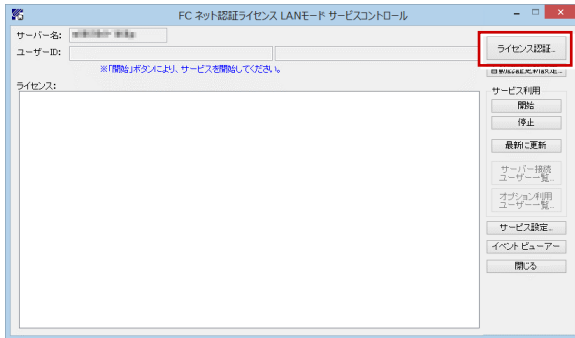 FC ネット認証ライセンス LANモード サービスコントロール
サーバー名:
ユーザーID:
※「開始」ボタンにより、サービスを開始してください。
ライセンス認証...
ライセンス:
サービス利用
開始
停止
最新に更新
サーバー接続
ユーザー一覧...
オプション利用
ユーザー一覧...
サービス設定...
イベント ビューアー
閉じる